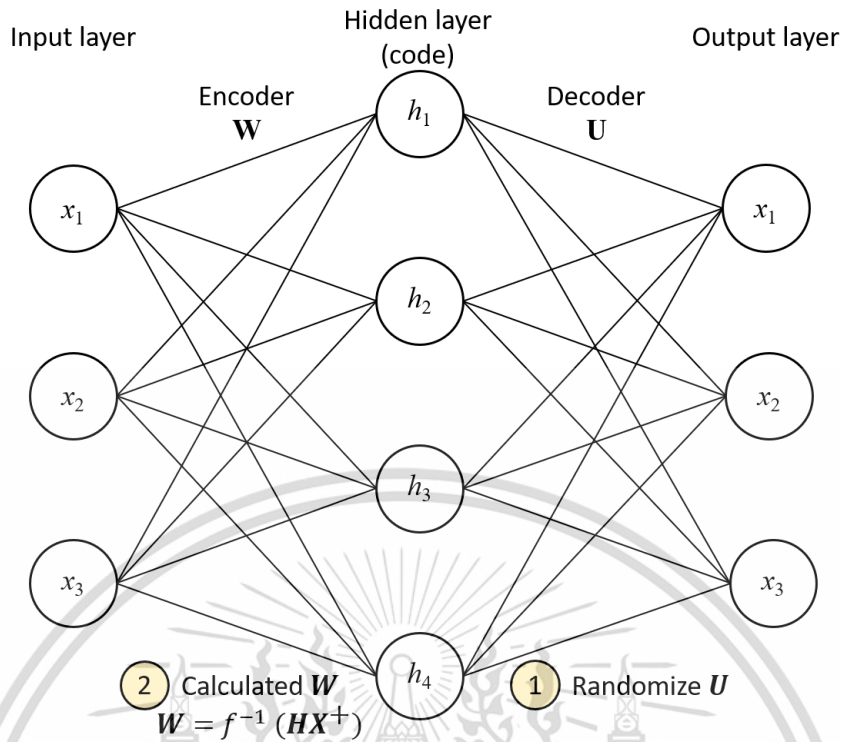 Input layer
Hidden layer
(code)
Output layer
Encoder
W
Decoder
U
h₁
x₁
x₁
h₂
x₂
x₂
h₃
x₃
x₃
h₄
2 Calculated W
W = f⁻¹ (HX⁺)
1 Randomize U